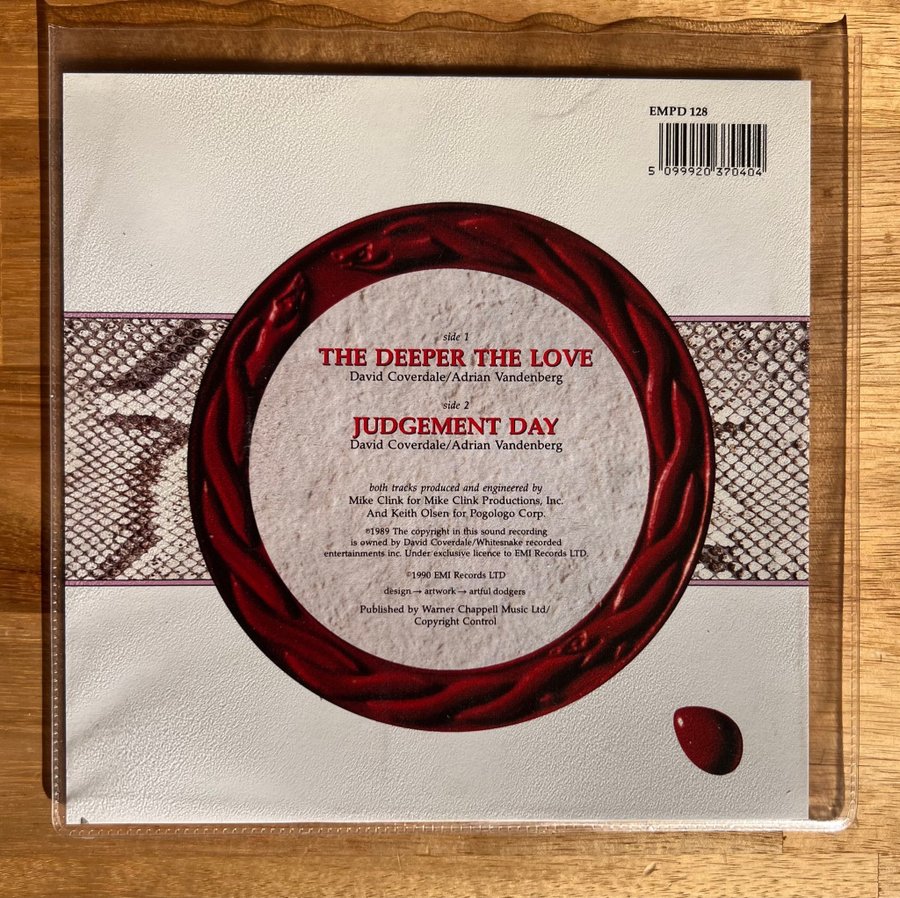 EMPD 128
5 099920 370404
side 1
THE DEEPER THE LOVE
David Coverdale/Adrian Vandenberg
side 2
JUDGEMENT DAY
David Coverdale/Adrian Vandenberg
both tracks produced and engineered by
Mike Clink for Mike Clink Productions, Inc.
And Keith Olsen for Pogologo Corp.
℗1989 The copyright in this sound recording
is owned by David Coverdale/Whitesnake recorded
entertainments inc. Under exclusive licence to EMI Records LTD.
©1990 EMI Records LTD
design→artwork→artful dodgers
Published by Warner Chappell Music Ltd/
Copyright Control